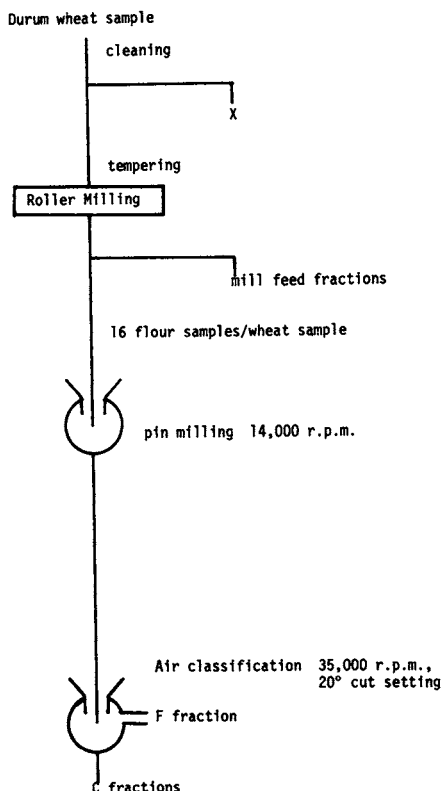 Durum wheat sample
cleaning
X
tempering
Roller Milling
mill feed fractions
16 flour samples/wheat sample
pin milling 14,000 r.p.m.
Air classification 35,000 r.p.m.,
20° cut setting
F fraction
C fractions